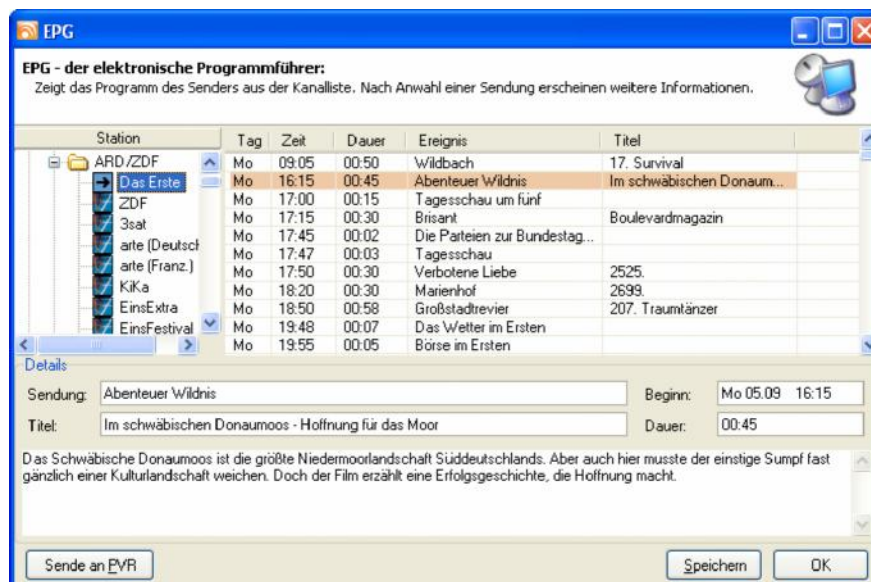 EPG
EPG - der elektronische Programmführer:
Zeigt das Programm des Senders aus der Kanalliste. Nach Anwahl einer Sendung erscheinen weitere Informationen.
Station
ARD/ZDF
Das Erste
ZDF
3sat
arte (Deutsch
arte (Franz.)
KiKa
EinsExtra
EinsFestival
Tag Zeit Dauer Ereignis Titel
Mo 09:05 00:50 Wildbach 17. Survival
Mo 16:15 00:45 Abenteuer Wildnis Im schwäbischen Donaum...
Mo 17:00 00:15 Tagesschau um fünf
Mo 17:15 00:30 Brisant Boulevardmagazin
Mo 17:45 00:02 Die Parteien zur Bundestag...
Mo 17:47 00:03 Tagesschau
Mo 17:50 00:30 Verbotene Liebe 2525.
Mo 18:20 00:30 Marienhof 2699.
Mo 18:50 00:58 Großstadtrevier 207. Traumtänzer
Mo 19:48 00:07 Das Wetter im Ersten
Mo 19:55 00:05 Börse im Ersten
Details
Sendung: Abenteuer Wildnis Beginn: Mo 05.09 16:15
Titel: Im schwäbischen Donaumoos - Hoffnung für das Moor Dauer: 00:45
Das Schwäbische Donaumoos ist die größte Niedermoorlandschaft Süddeutschlands. Aber auch hier musste der einstige Sumpf fast
gänzlich einer Kulturlandschaft weichen. Doch der Film erzählt eine Erfolgsgeschichte, die Hoffnung macht.
Sende an PVR Speichern OK